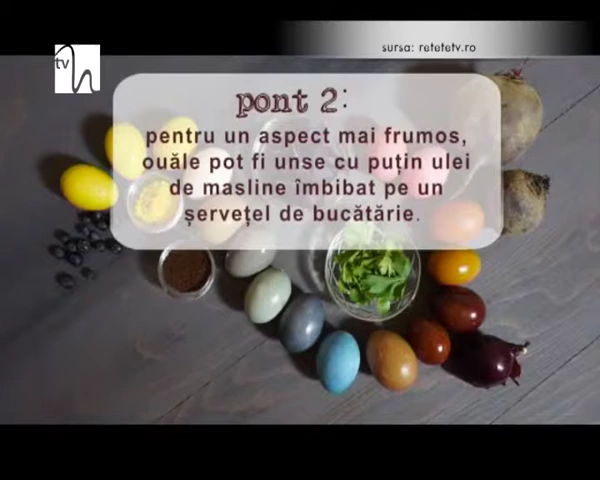 sursa: retetetv.ro
tv h
pont 2:
pentru un aspect mai frumos,
ouăle pot fi unse cu puțin ulei
de masline îmbibat pe un
șervețel de bucătărie.